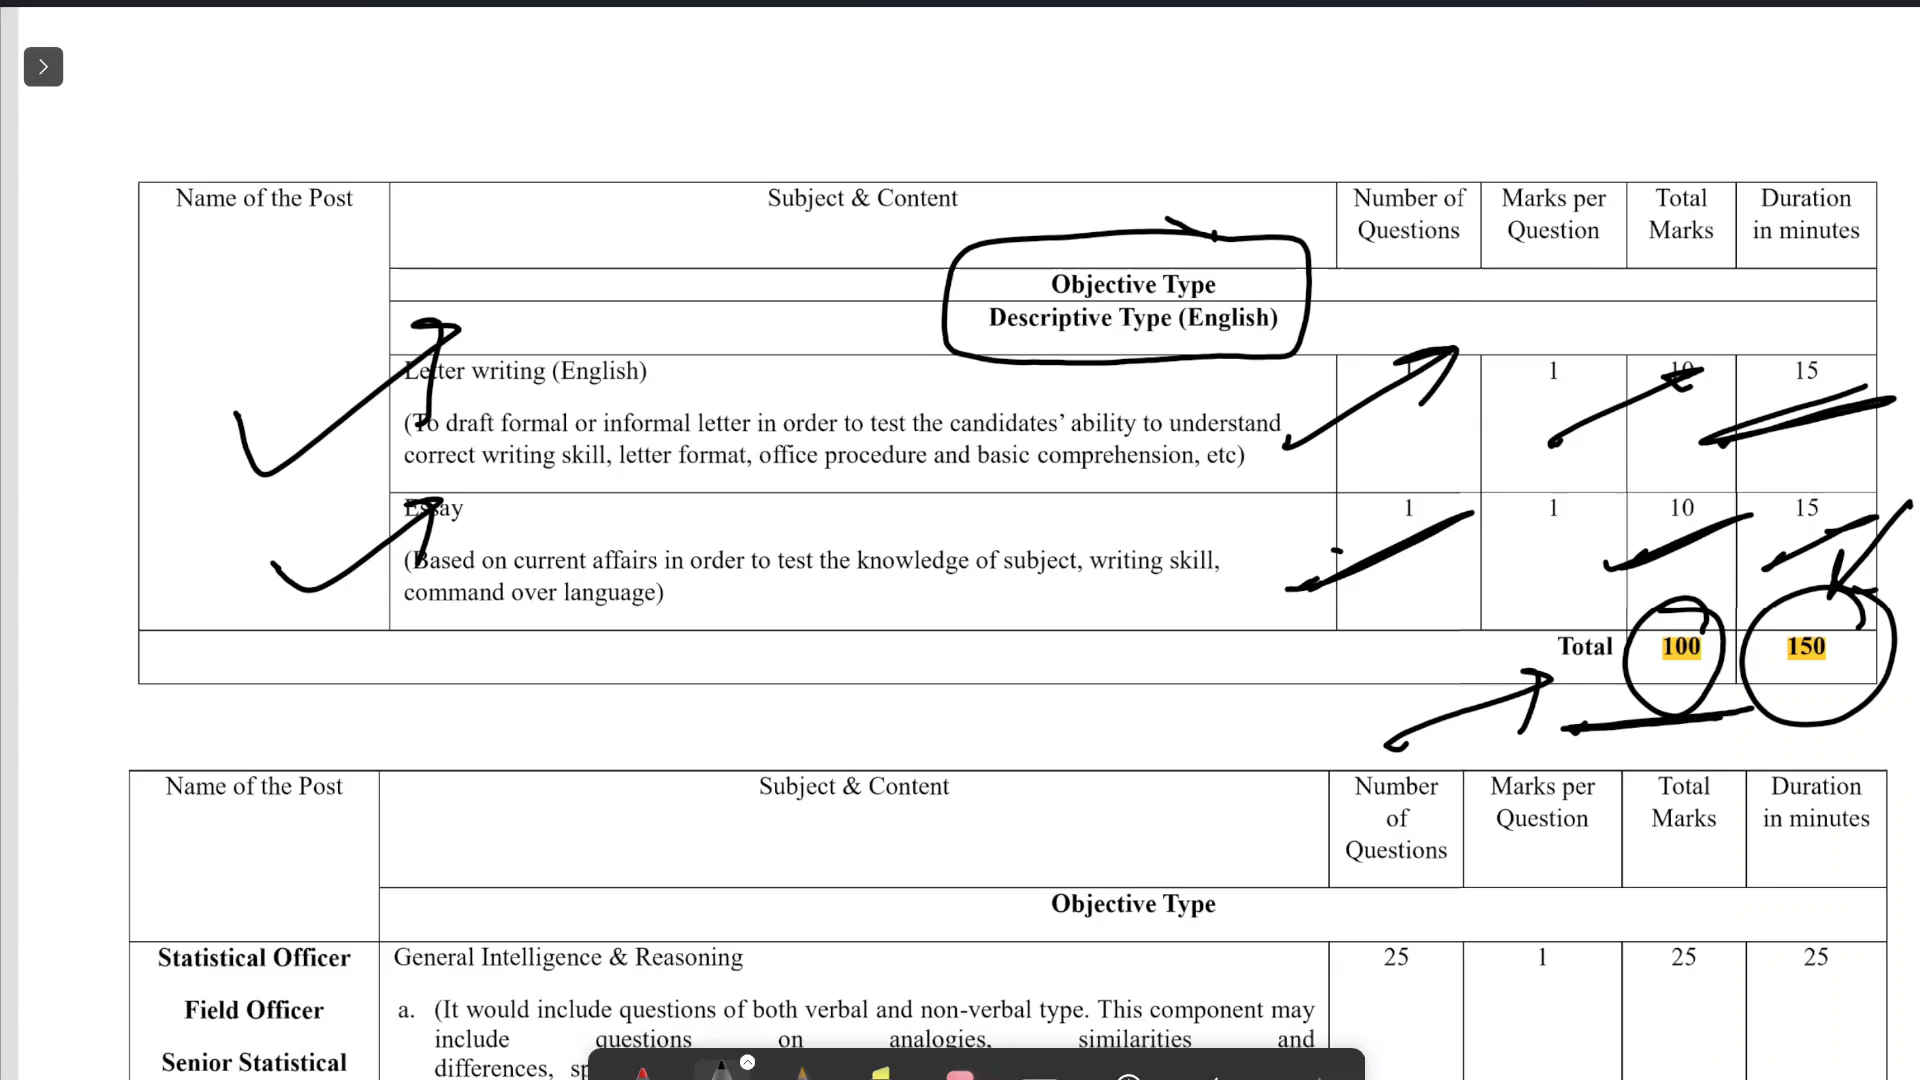 Name of the Post Subject & Content Number of Marks per Total Duration
Questions Question Marks in minutes
Objective Type
Descriptive Type (English)
Letter writing (English) 1 1 10 15
(To draft formal or informal letter in order to test the candidates’ ability to understand
correct writing skill, letter format, office procedure and basic comprehension, etc)
Essay 1 1 10 15
(Based on current affairs in order to test the knowledge of subject, writing skill,
command over language)
Total 100 150
Name of the Post Subject & Content Number Marks per Total Duration
of Question Marks in minutes
Questions
Objective Type
Statistical Officer General Intelligence & Reasoning 25 1 25 25
Field Officer a. (It would include questions of both verbal and non-verbal type. This component may
include questions on analogies, similarities and
Senior Statistical differences,